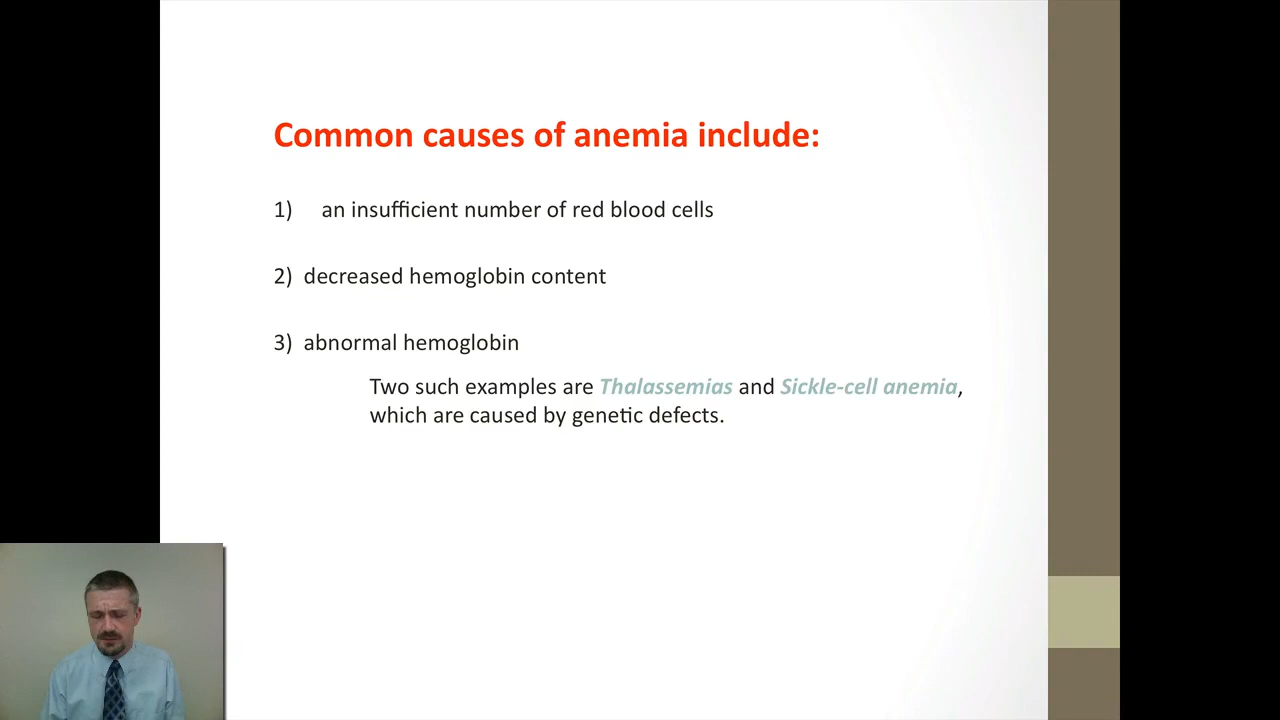 Common causes of anemia include:
1) an insufficient number of red blood cells
2) decreased hemoglobin content
3) abnormal hemoglobin
Two such examples are Thalassemias and Sickle-cell anemia,
which are caused by genetic defects.